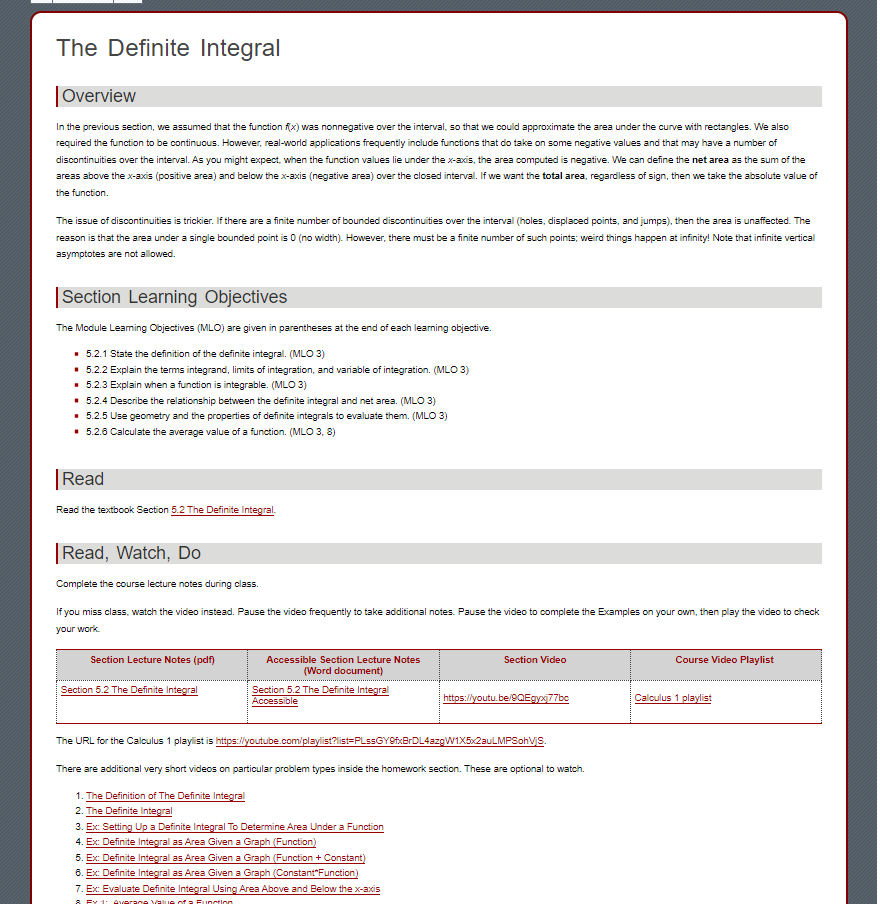 The Definite Integral
Overview
In the previous section, we assumed that the function f(x) was nonnegative over the interval, so that we could approximate the area under the curve with rectangles. We also
required the function to be continuous. However, real-world applications frequently include functions that do take on some negative values and that may have a number of
discontinuities over the interval. As you might expect, when the function values lie under the x-axis, the area computed is negative. We can define the net area as the sum of the
areas above the x-axis (positive area) and below the x-axis (negative area) over the closed interval. If we want the total area, regardless of sign, then we take the absolute value of
the function.
The issue of discontinuities is trickier. If there are a finite number of bounded discontinuities over the interval (holes, displaced points, and jumps), then the area is unaffected. The
reason is that the area under a single bounded point is 0 (no width). However, there must be a finite number of such points; weird things happen at infinity! Note that infinite vertical
asymptotes are not allowed.
Section Learning Objectives
The Module Learning Objectives (MLO) are given in parentheses at the end of each learning objective.
5.2.1 State the definition of the definite integral. (MLO 3)
5.2.2 Explain the terms integrand, limits of integration, and variable of integration. (MLO 3)
5.2.3 Explain when a function is integrable. (MLO 3)
5.2.4 Describe the relationship between the definite integral and net area. (MLO 3)
5.2.5 Use geometry and the properties of definite integrals to evaluate them. (MLO 3)
5.2.6 Calculate the average value of a function. (MLO 3, 8)
Read
Read the textbook Section 5.2 The Definite Integral.
Read, Watch, Do
Complete the course lecture notes during class.
If you miss class, watch the video instead. Pause the video frequently to take additional notes. Pause the video to complete the Examples on your own, then play the video to check
your work.
Section Lecture Notes (pdf) Accessible Section Lecture Notes Section Video Course Video Playlist
(Word document)
Section 5.2 The Definite Integral Section 5.2 The Definite Integral https://youtu.be/9QEgyxj77bc Calculus 1 playlist
Accessible
The URL for the Calculus 1 playlist is https://youtube.com/playlist?list=PLssGY9fxBrDL4azgW1X5x2auLMPSohVjS.
There are additional very short videos on particular problem types inside the homework section. These are optional to watch.
1. The Definition of The Definite Integral
2. The Definite Integral
3. Ex: Setting Up a Definite Integral To Determine Area Under a Function
4. Ex: Definite Integral as Area Given a Graph (Function)
5. Ex: Definite Integral as Area Given a Graph (Function + Constant)
6. Ex: Definite Integral as Area Given a Graph (Constant*Function)
7. Ex: Evaluate Definite Integral Using Area Above and Below the x-axis
8. Ex 1: Average Value of a Function